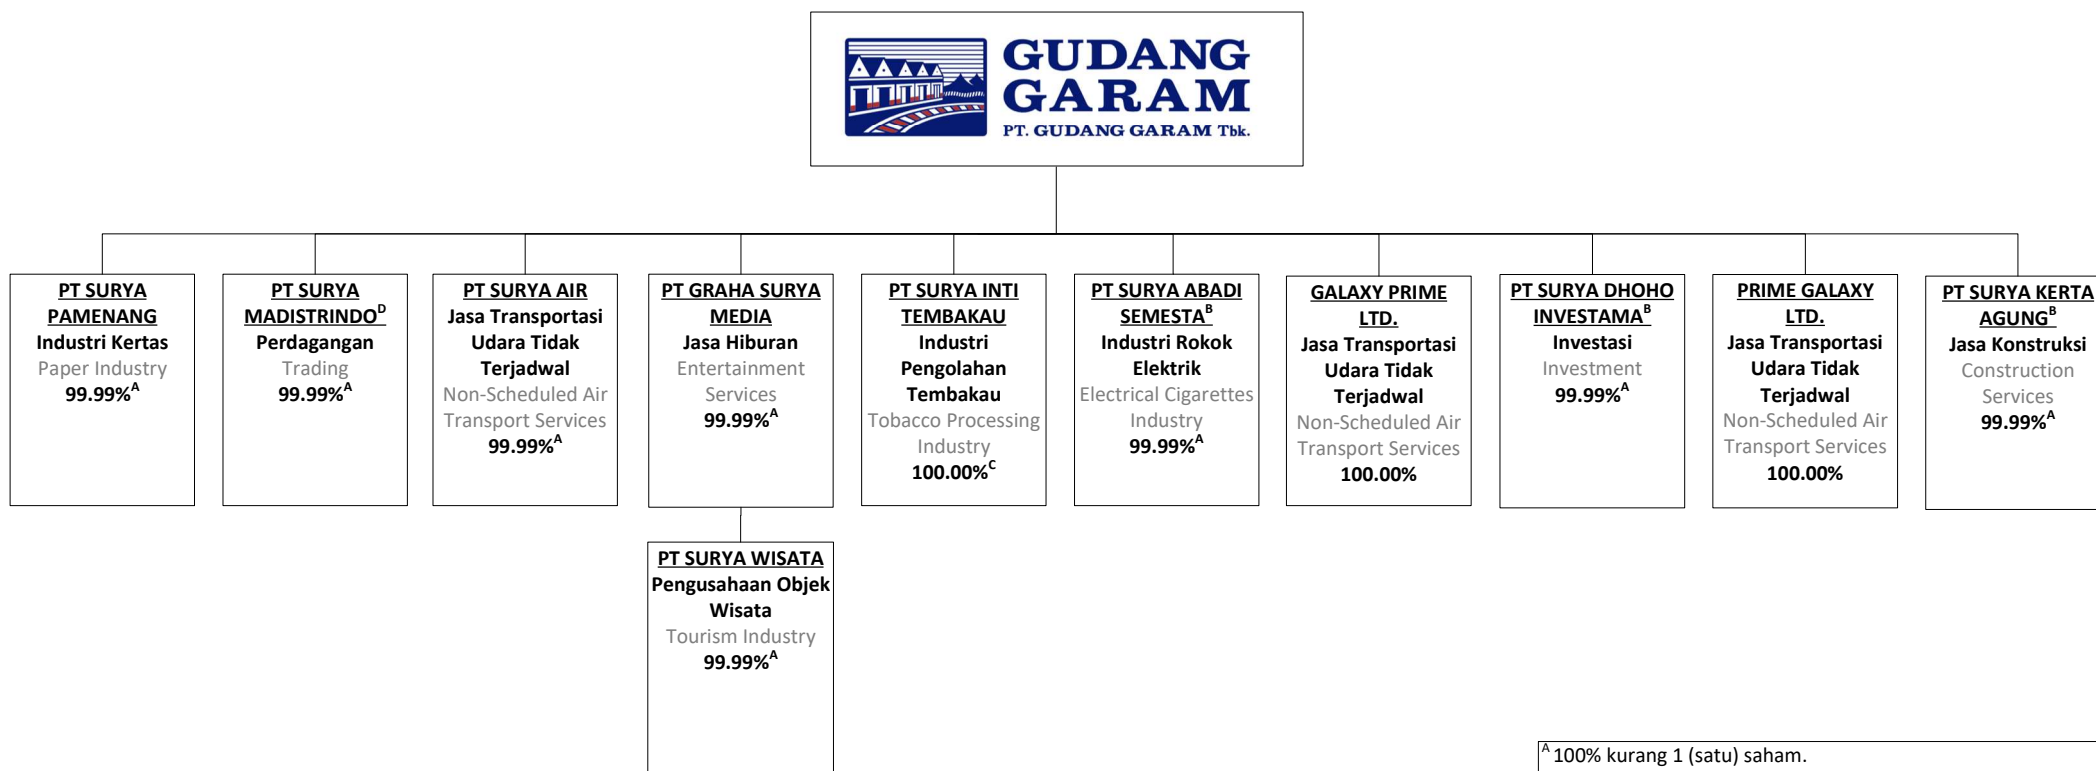 GUDANG
GARAM
PT. GUDANG GARAM Tbk.
PT SURYA
PAMENANG
Industri Kertas
Paper Industry
99.99%A
PT SURYA
MADISTRINDOD
Perdagangan
Trading
99.99%A
PT SURYA AIR
Jasa Transportasi
Udara Tidak
Terjadwal
Non-Scheduled Air
Transport Services
99.99%A
PT GRAHA SURYA
MEDIA
Jasa Hiburan
Entertainment
Services
99.99%A
PT SURYA INTI
TEMBAKAU
Industri
Pengolahan
Tembakau
Tobacco Processing
Industry
100.00%C
PT SURYA ABADI
SEMESTAB
Industri Rokok
Elektrik
Electrical Cigarettes
Industry
99.99%A
GALAXY PRIME
LTD.
Jasa Transportasi
Udara Tidak
Terjadwal
Non-Scheduled Air
Transport Services
100.00%
PT SURYA DHOHO
INVESTAMAB
Investasi
Investment
99.99%A
PRIME GALAXY
LTD.
Jasa Transportasi
Udara Tidak
Terjadwal
Non-Scheduled Air
Transport Services
100.00%
PT SURYA KERTA
AGUNGB
Jasa Konstruksi
Construction
Services
99.99%A
PT SURYA WISATA
Pengusahaan Objek
Wisata
Tourism Industry
99.99%A
A 100% kurang 1 (satu) saham.